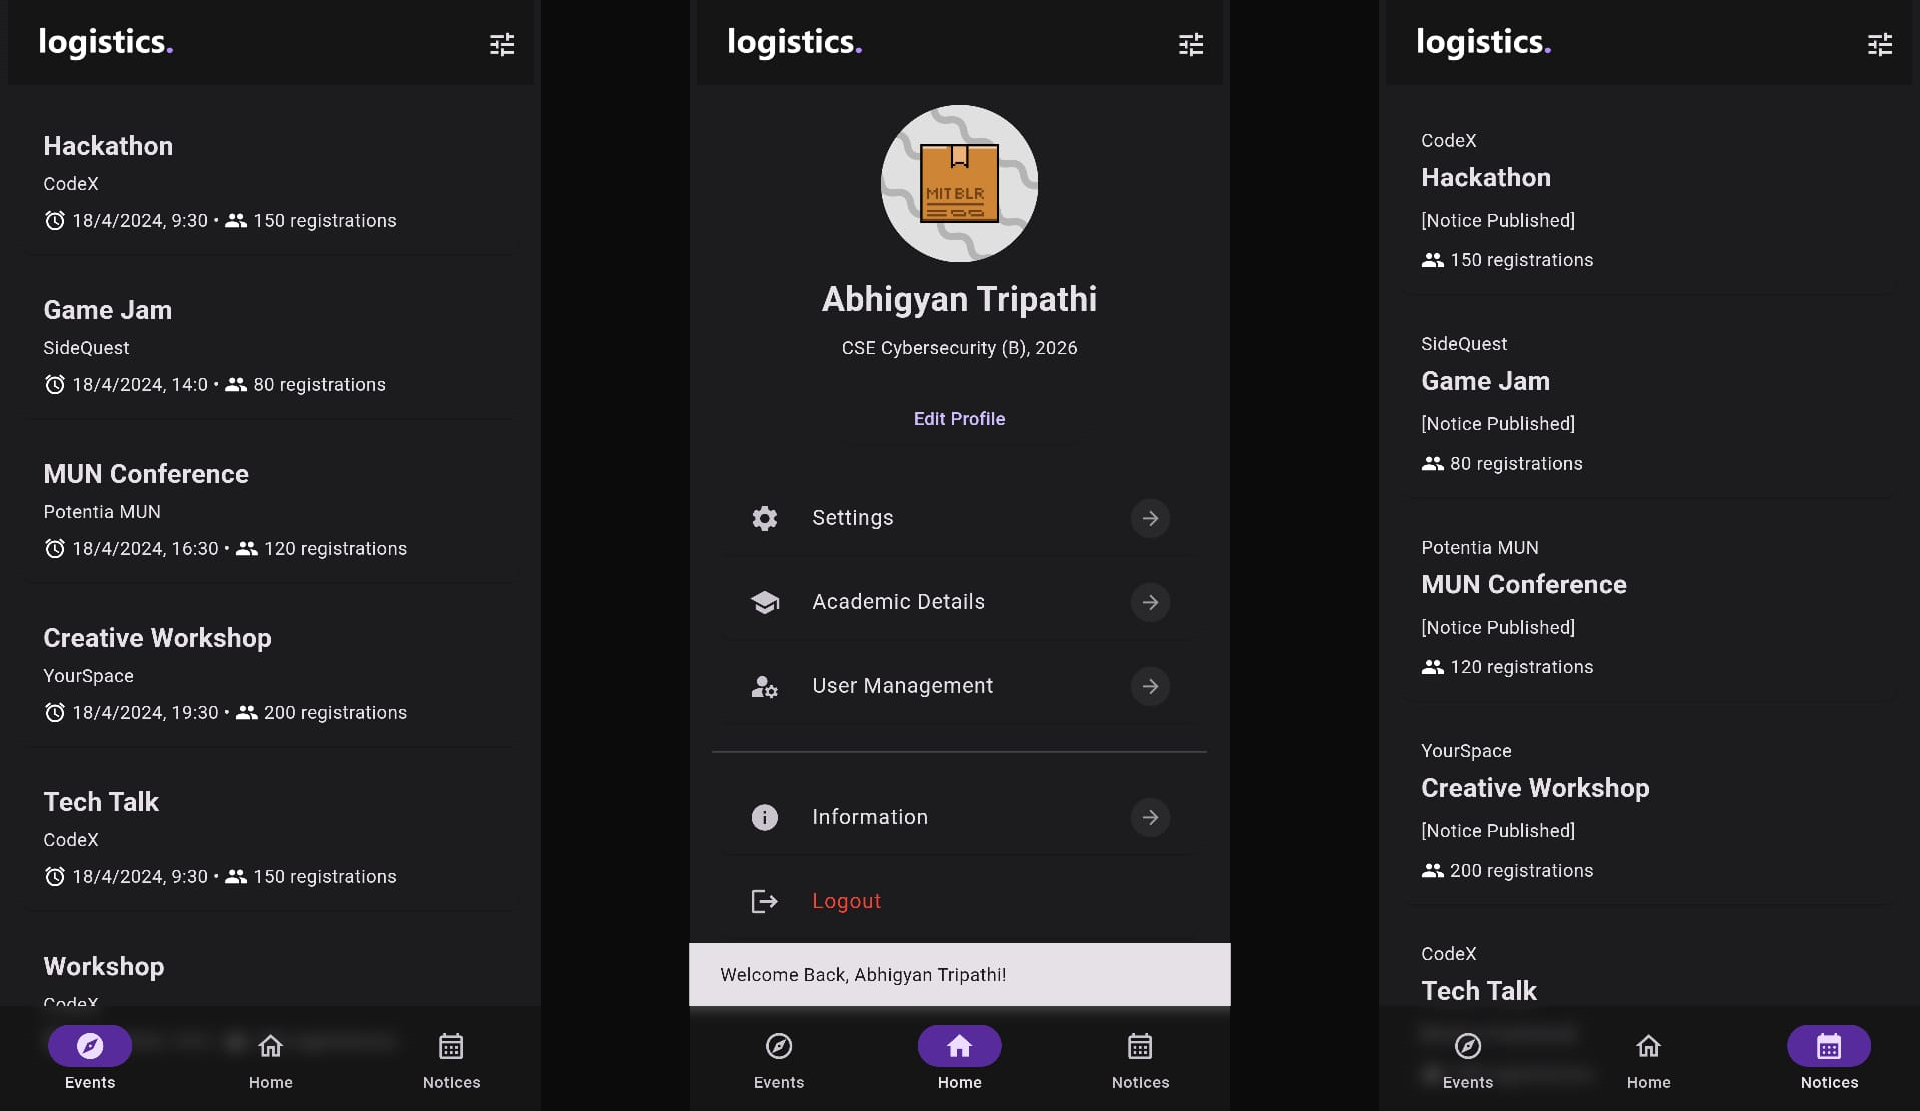 logistics.
Hackathon
CodeX
18/4/2024, 9:30 • 150 registrations
Game Jam
SideQuest
18/4/2024, 14:0 • 80 registrations
MUN Conference
Potentia MUN
18/4/2024, 16:30 • 120 registrations
Creative Workshop
YourSpace
18/4/2024, 19:30 • 200 registrations
Tech Talk
CodeX
18/4/2024, 9:30 • 150 registrations
Workshop
CodeX
Events Home Notices
logistics.
MIT BLR
Abhigyan Tripathi
CSE Cybersecurity (B), 2026
Edit Profile
Settings
Academic Details
User Management
Information
Logout
Welcome Back, Abhigyan Tripathi!
Events Home Notices
logistics.
CodeX
Hackathon
[Notice Published]
150 registrations
SideQuest
Game Jam
[Notice Published]
80 registrations
Potentia MUN
MUN Conference
[Notice Published]
120 registrations
YourSpace
Creative Workshop
[Notice Published]
200 registrations
CodeX
Tech Talk
Events Home Notices